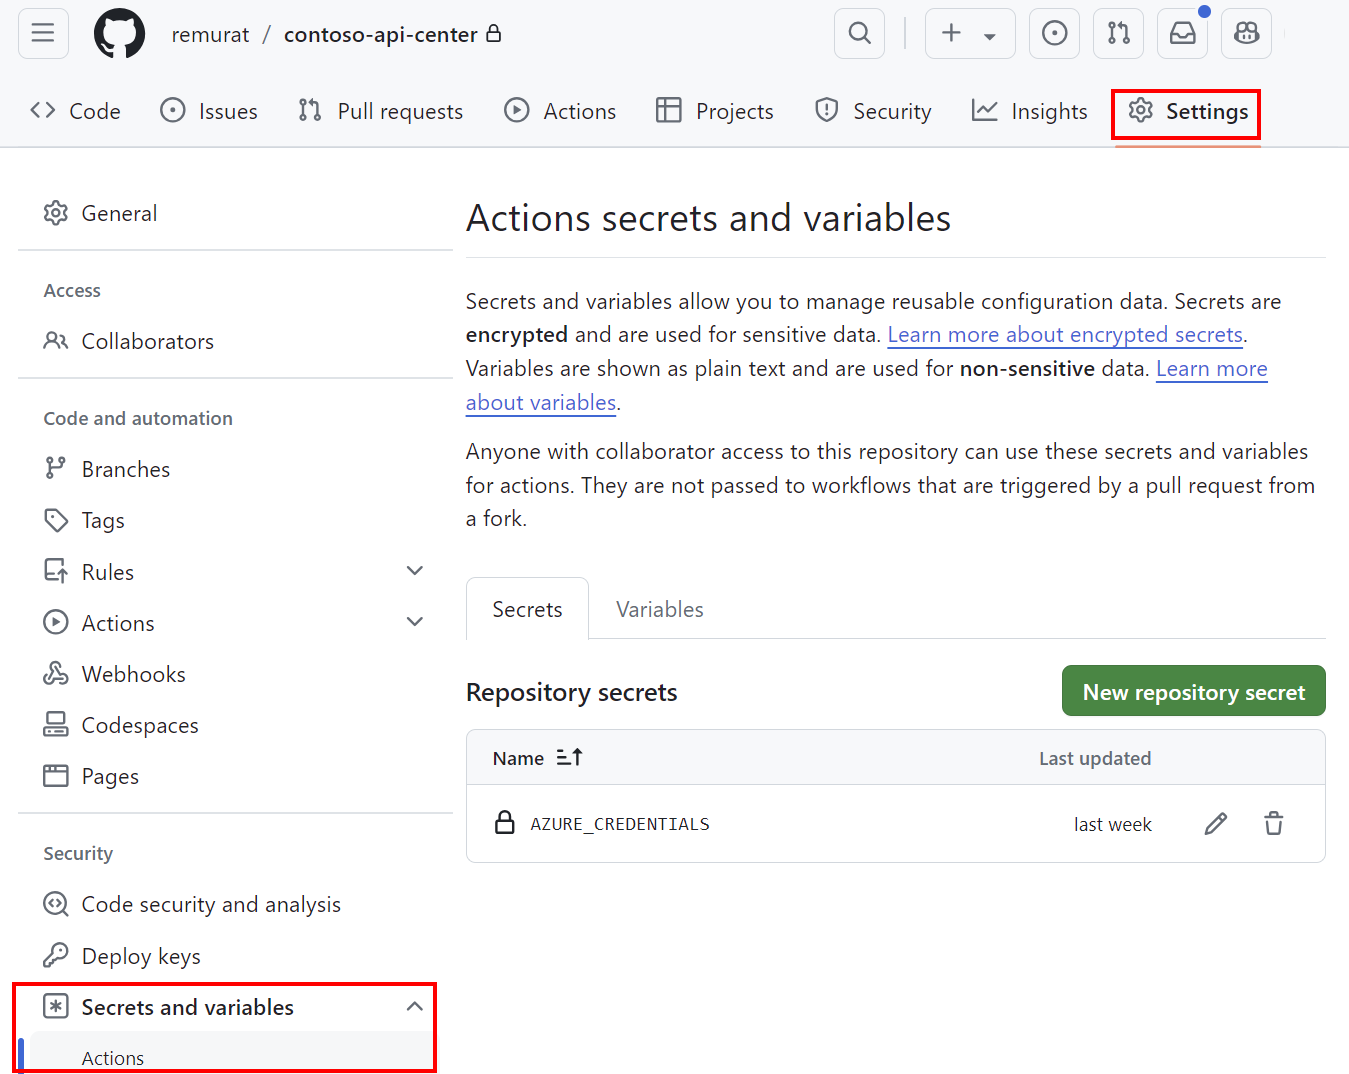 remurat / contoso-api-center
Code Issues Pull requests Actions Projects Security Insights Settings
General
Access
Collaborators
Code and automation
Branches
Tags
Rules
Actions
Webhooks
Codespaces
Pages
Security
Code security and analysis
Deploy keys
Secrets and variables
Actions
Actions secrets and variables
Secrets and variables allow you to manage reusable configuration data. Secrets are
encrypted and are used for sensitive data. Learn more about encrypted secrets.
Variables are shown as plain text and are used for non-sensitive data. Learn more
about variables.
Anyone with collaborator access to this repository can use these secrets and variables
for actions. They are not passed to workflows that are triggered by a pull request from
a fork.
Secrets Variables
Repository secrets New repository secret
Name Last updated
AZURE_CREDENTIALS last week